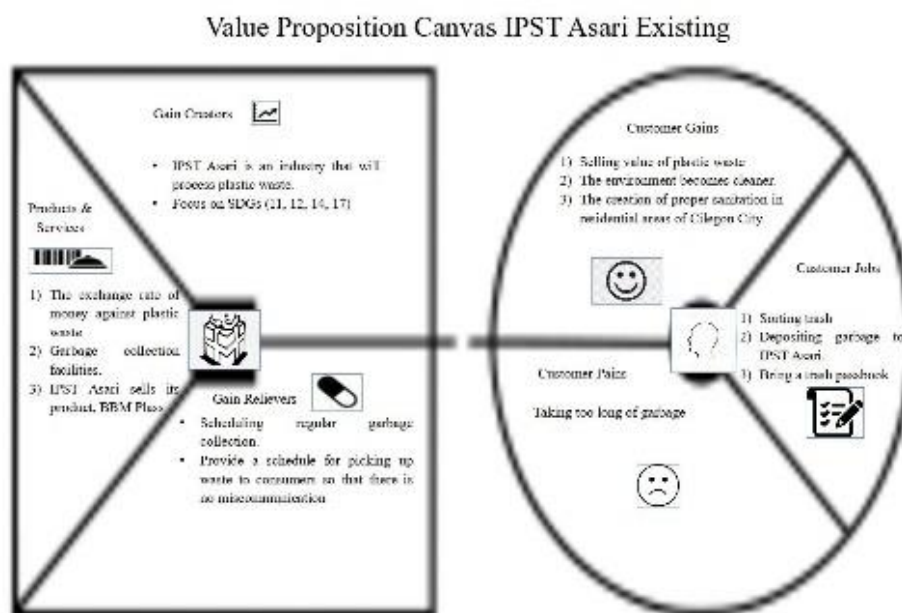 Value Proposition Canvas IPST Asari Existing
Gain Creators
• IPST Asari is an industry that will
process plastic waste.
• Focus on SDGs (11, 12, 14, 17)
Products &
Services
1) The exchange rate of
money against plastic
waste
2) Garbage collection
facilities.
3) IPST Asari sells its
product, BBM Plass
Gain Relievers
• Scheduling regular garbage
collection.
• Provide a schedule for picking up
waste to consumers so that there is
no miscommunication
Customer Gains
1) Selling value of plastic waste
2) The environment becomes cleaner.
3) The creation of proper sanitation in
residential areas of Cilegon City.
Customer Jobs
1) Sorting trash
2) Depositing garbage to
IPST Asari.
3) Bring a trash passbook
Customer Pains
Taking too long of garbage